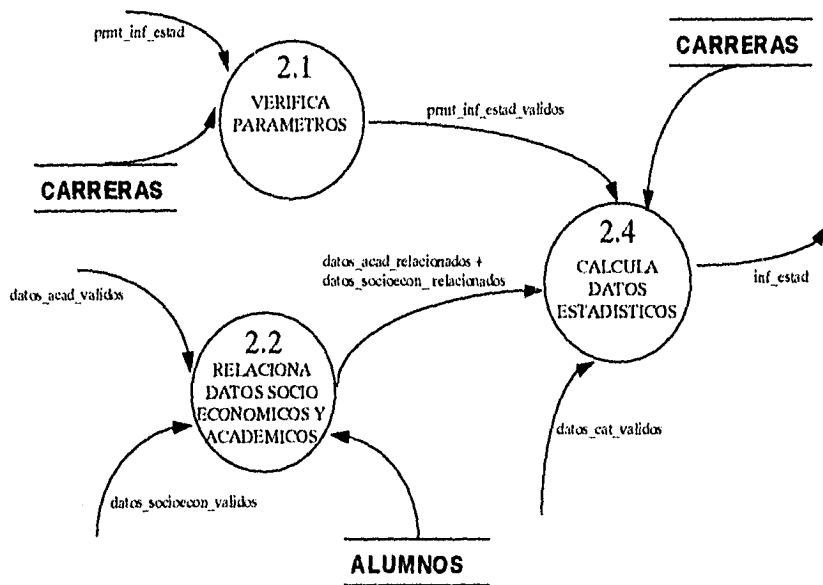 prmt_inf_estad
2.1
VERIFICA
PARAMETROS
CARRERAS
prmt_inf_estad_validos
CARRERAS
2.4
CALCULA
DATOS
ESTADISTICOS
inf_estad
datos_acad_relacionados +
datos_socioecon_relacionados
datos_acad_validos
2.2
RELACIONA
DATOS SOCIO
ECONOMICOS Y
ACADEMICOS
datos_cat_validos
datos_socioecon_validos
ALUMNOS